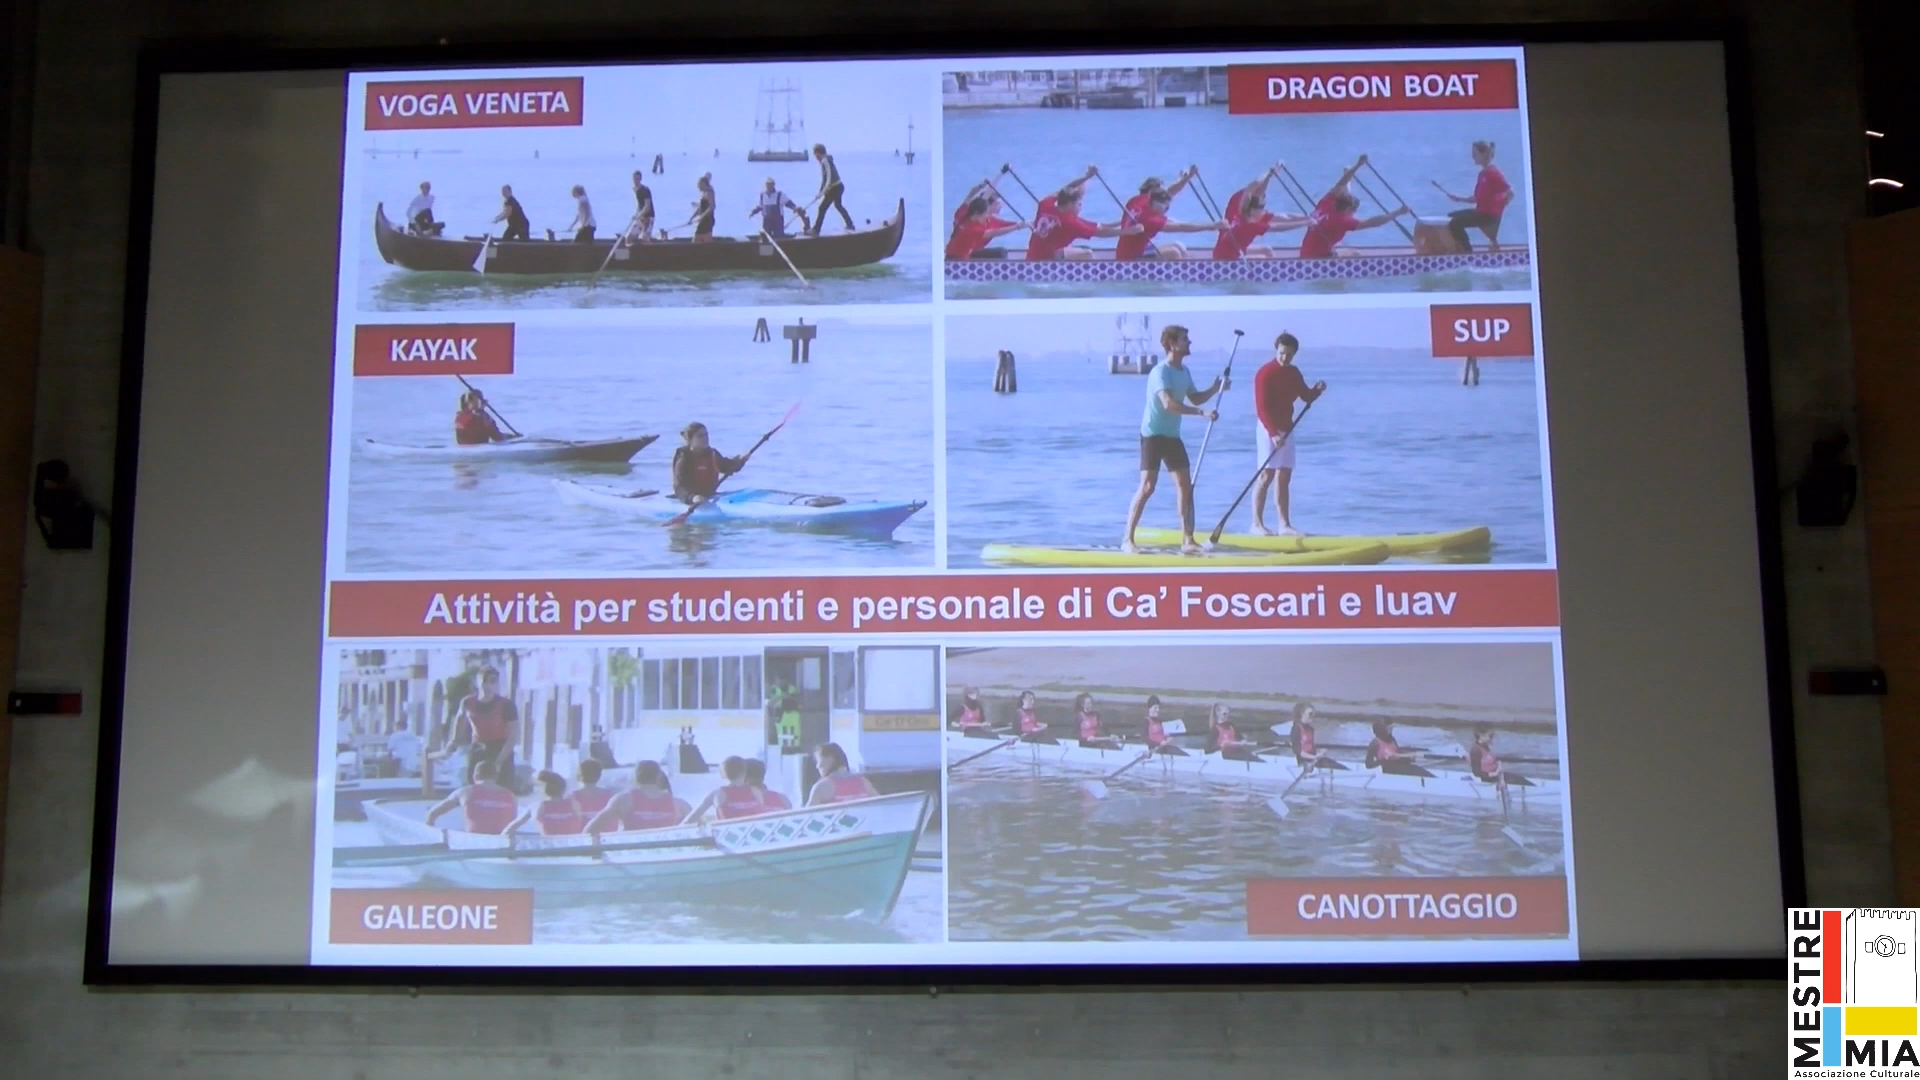 VOGA VENETA
DRAGON BOAT
KAYAK
SUP
Attività per studenti e personale di Ca' Foscari e Iuav
GALEONE
CANOTTAGGIO
MESTRE
MIA
Associazione Culturale